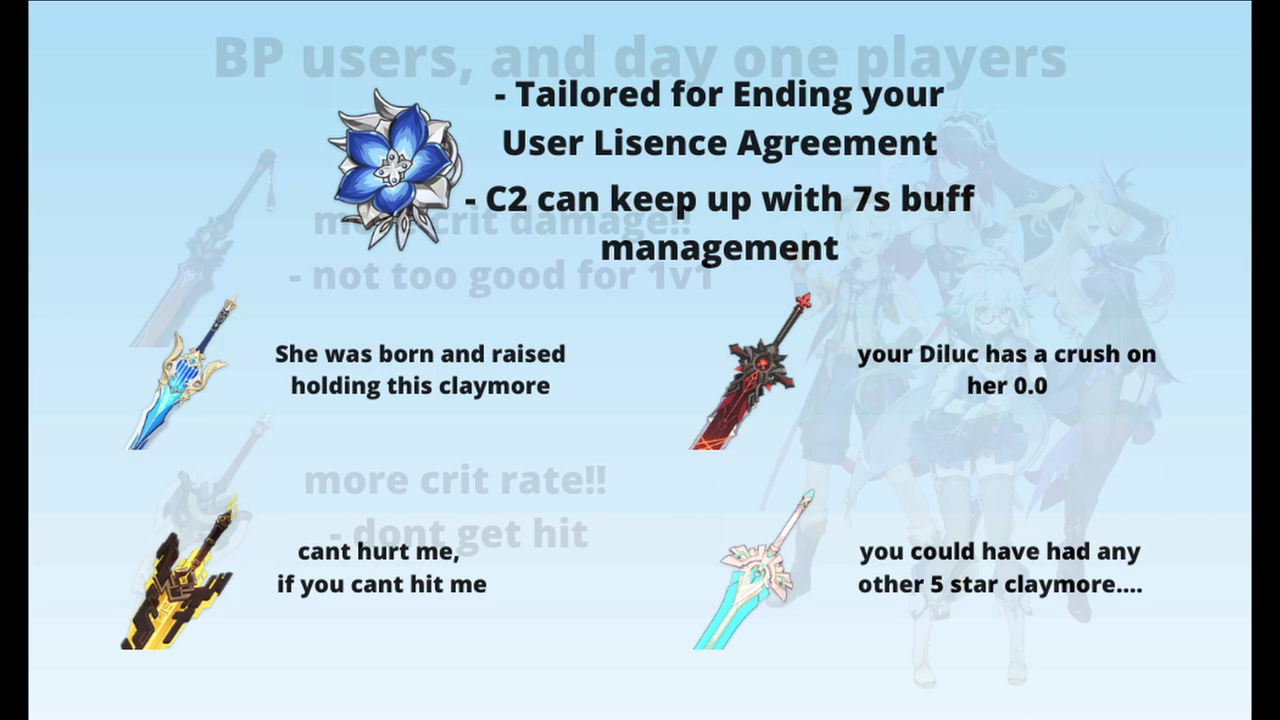 BP users, and day one players
- Tailored for Ending your
User Lisence Agreement
- C2 can keep up with 7s buff
management
more crit damage!!
- not too good for 1v1
She was born and raised
holding this claymore
your Diluc has a crush on
her 0.0
more crit rate!!
- dont get hit
cant hurt me,
if you cant hit me
you could have had any
other 5 star claymore....